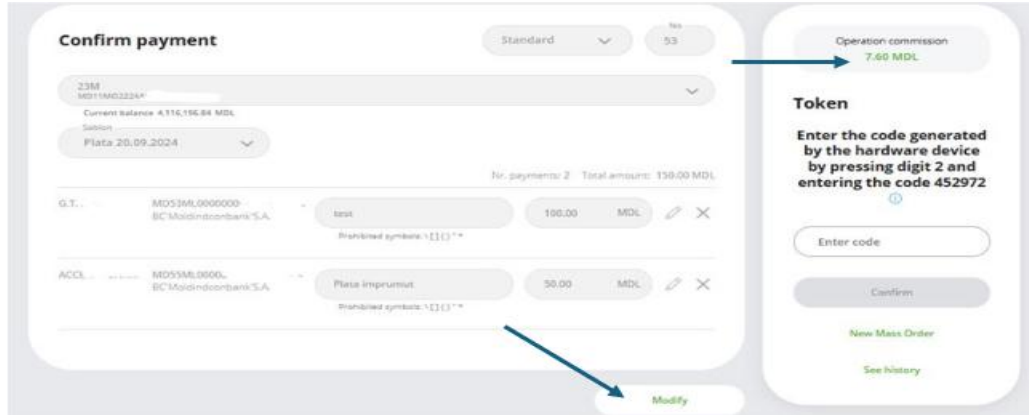 Confirm payment
Standard
No
53
23M
Current balance 4,116,196.84 MDL
Sablon
Plata 20.09.2024
Nr. payments: 2 Total amount: 150.00 MDL
G.T.
MD53ML0000000
BC'Moldindconbank'S.A.
test
100.00 MDL
Prohibited symbols: \ [ ] { } " *
MD55ML0000
BC'Moldindconbank'S.A.
Plata imprumut
50.00 MDL
Prohibited symbols: \ [ ] { } " *
Modify
Operation commission
7.60 MDL
Token
Enter the code generated
by the hardware device
by pressing digit 2 and
entering the code 452972
Enter code
Confirm
New Mass Order
See history